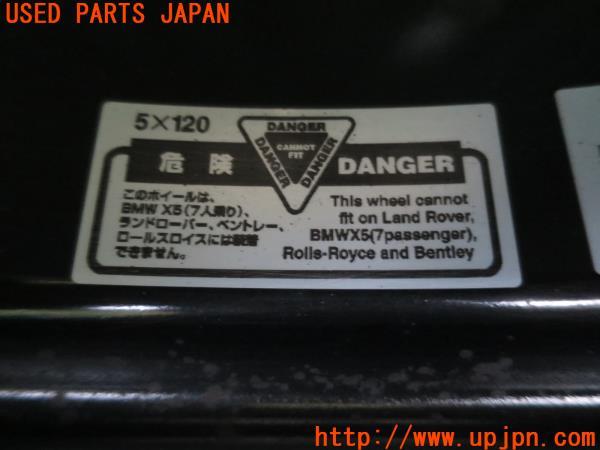 USED PARTS JAPAN
5×120
DANGER
CANNOT
FIT
DANGER
DANGER
危険
DANGER
このホイールは、
BMW X5(7人乗り)、
ランドローバー、ベントレー、
ロールスロイスには装着
できません。
This wheel cannot
fit on Land Rover,
BMWX5(7passenger),
Rolls-Royce and Bentley
http://www.upjpn.com/